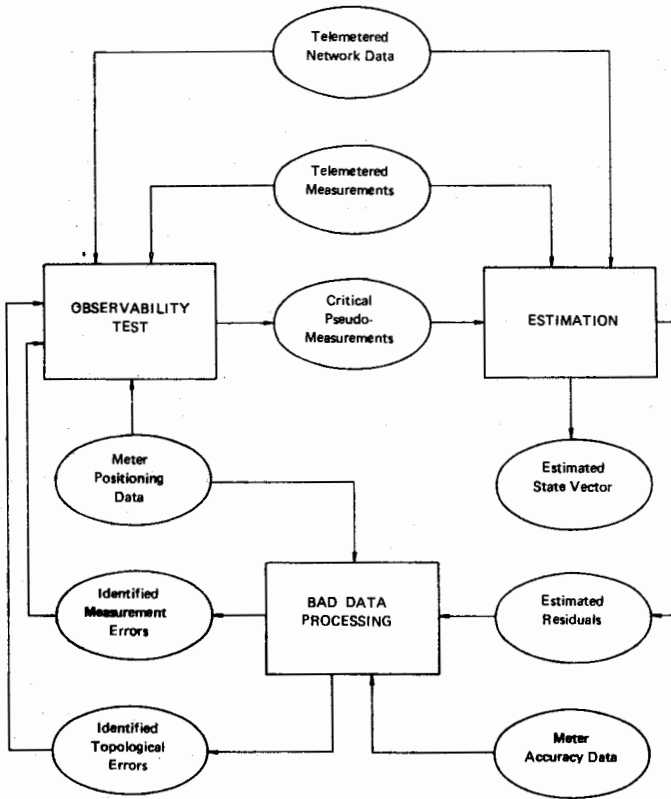 Telemetered
Network Data
Telemetered
Measurements
OBSERVABILITY
TEST
Critical
Pseudo-
Measurements
ESTIMATION
Meter
Positioning
Data
Estimated
State Vector
Identified
Measurement
Errors
BAD DATA
PROCESSING
Estimated
Residuals
Identified
Topological
Errors
Meter
Accuracy Data